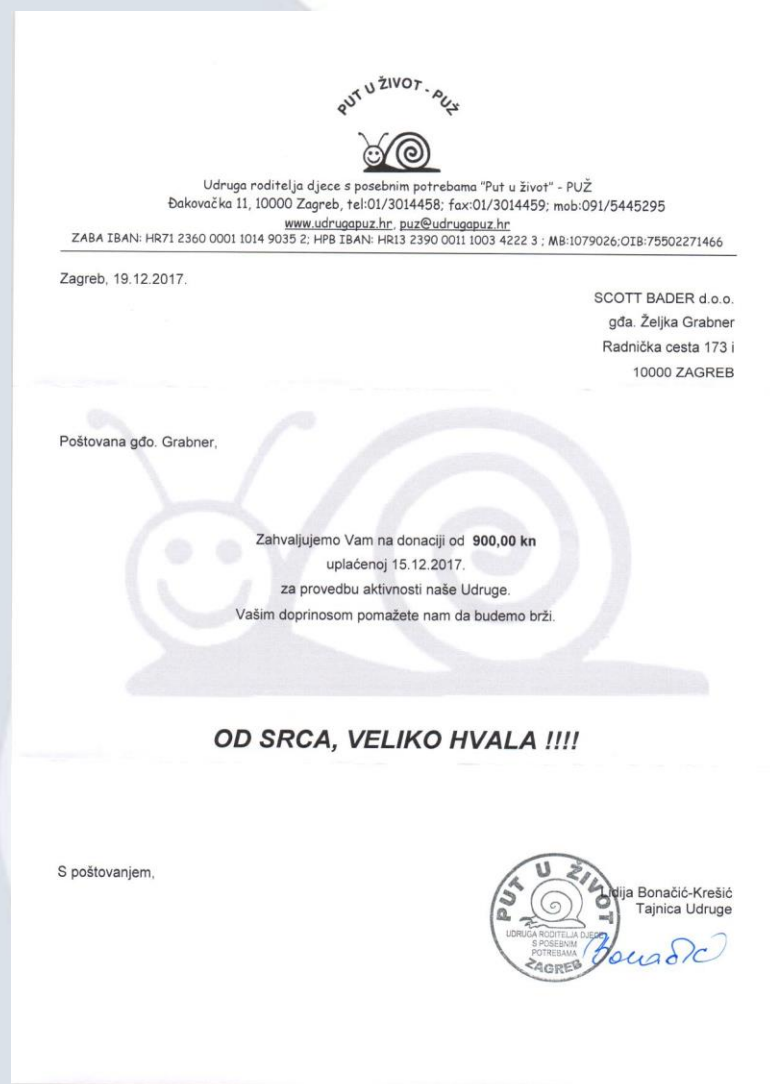 PUT U ŽIVOT - PUŽ
Udruga roditelja djece s posebnim potrebama "Put u život" - PUŽ
Đakovačka 11, 10000 Zagreb, tel:01/3014458; fax:01/3014459; mob:091/5445295
www.udrugapuz.hr, puz@udrugapuz.hr
ZABA IBAN: HR71 2360 0001 1014 9035 2; HPB IBAN: HR13 2390 0011 1003 4222 3 ; MB:1079026;OIB:75502271466
Zagreb, 19.12.2017.
SCOTT BADER d.o.o.
gđa. Željka Grabner
Radnička cesta 173 i
10000 ZAGREB
Poštovana gđo. Grabner,
Zahvaljujemo Vam na donaciji od 900,00 kn
uplaćenoj 15.12.2017.
za provedbu aktivnosti naše Udruge.
Vašim doprinosom pomažete nam da budemo brži.
OD SRCA, VELIKO HVALA !!!!
S poštovanjem,
Lidija Bonačić-Krešić
Tajnica Udruge
PUT U ŽIVOT
UDRUGA RODITELJA DJECE
S POSEBNIM
POTREBAMA
ZAGREB